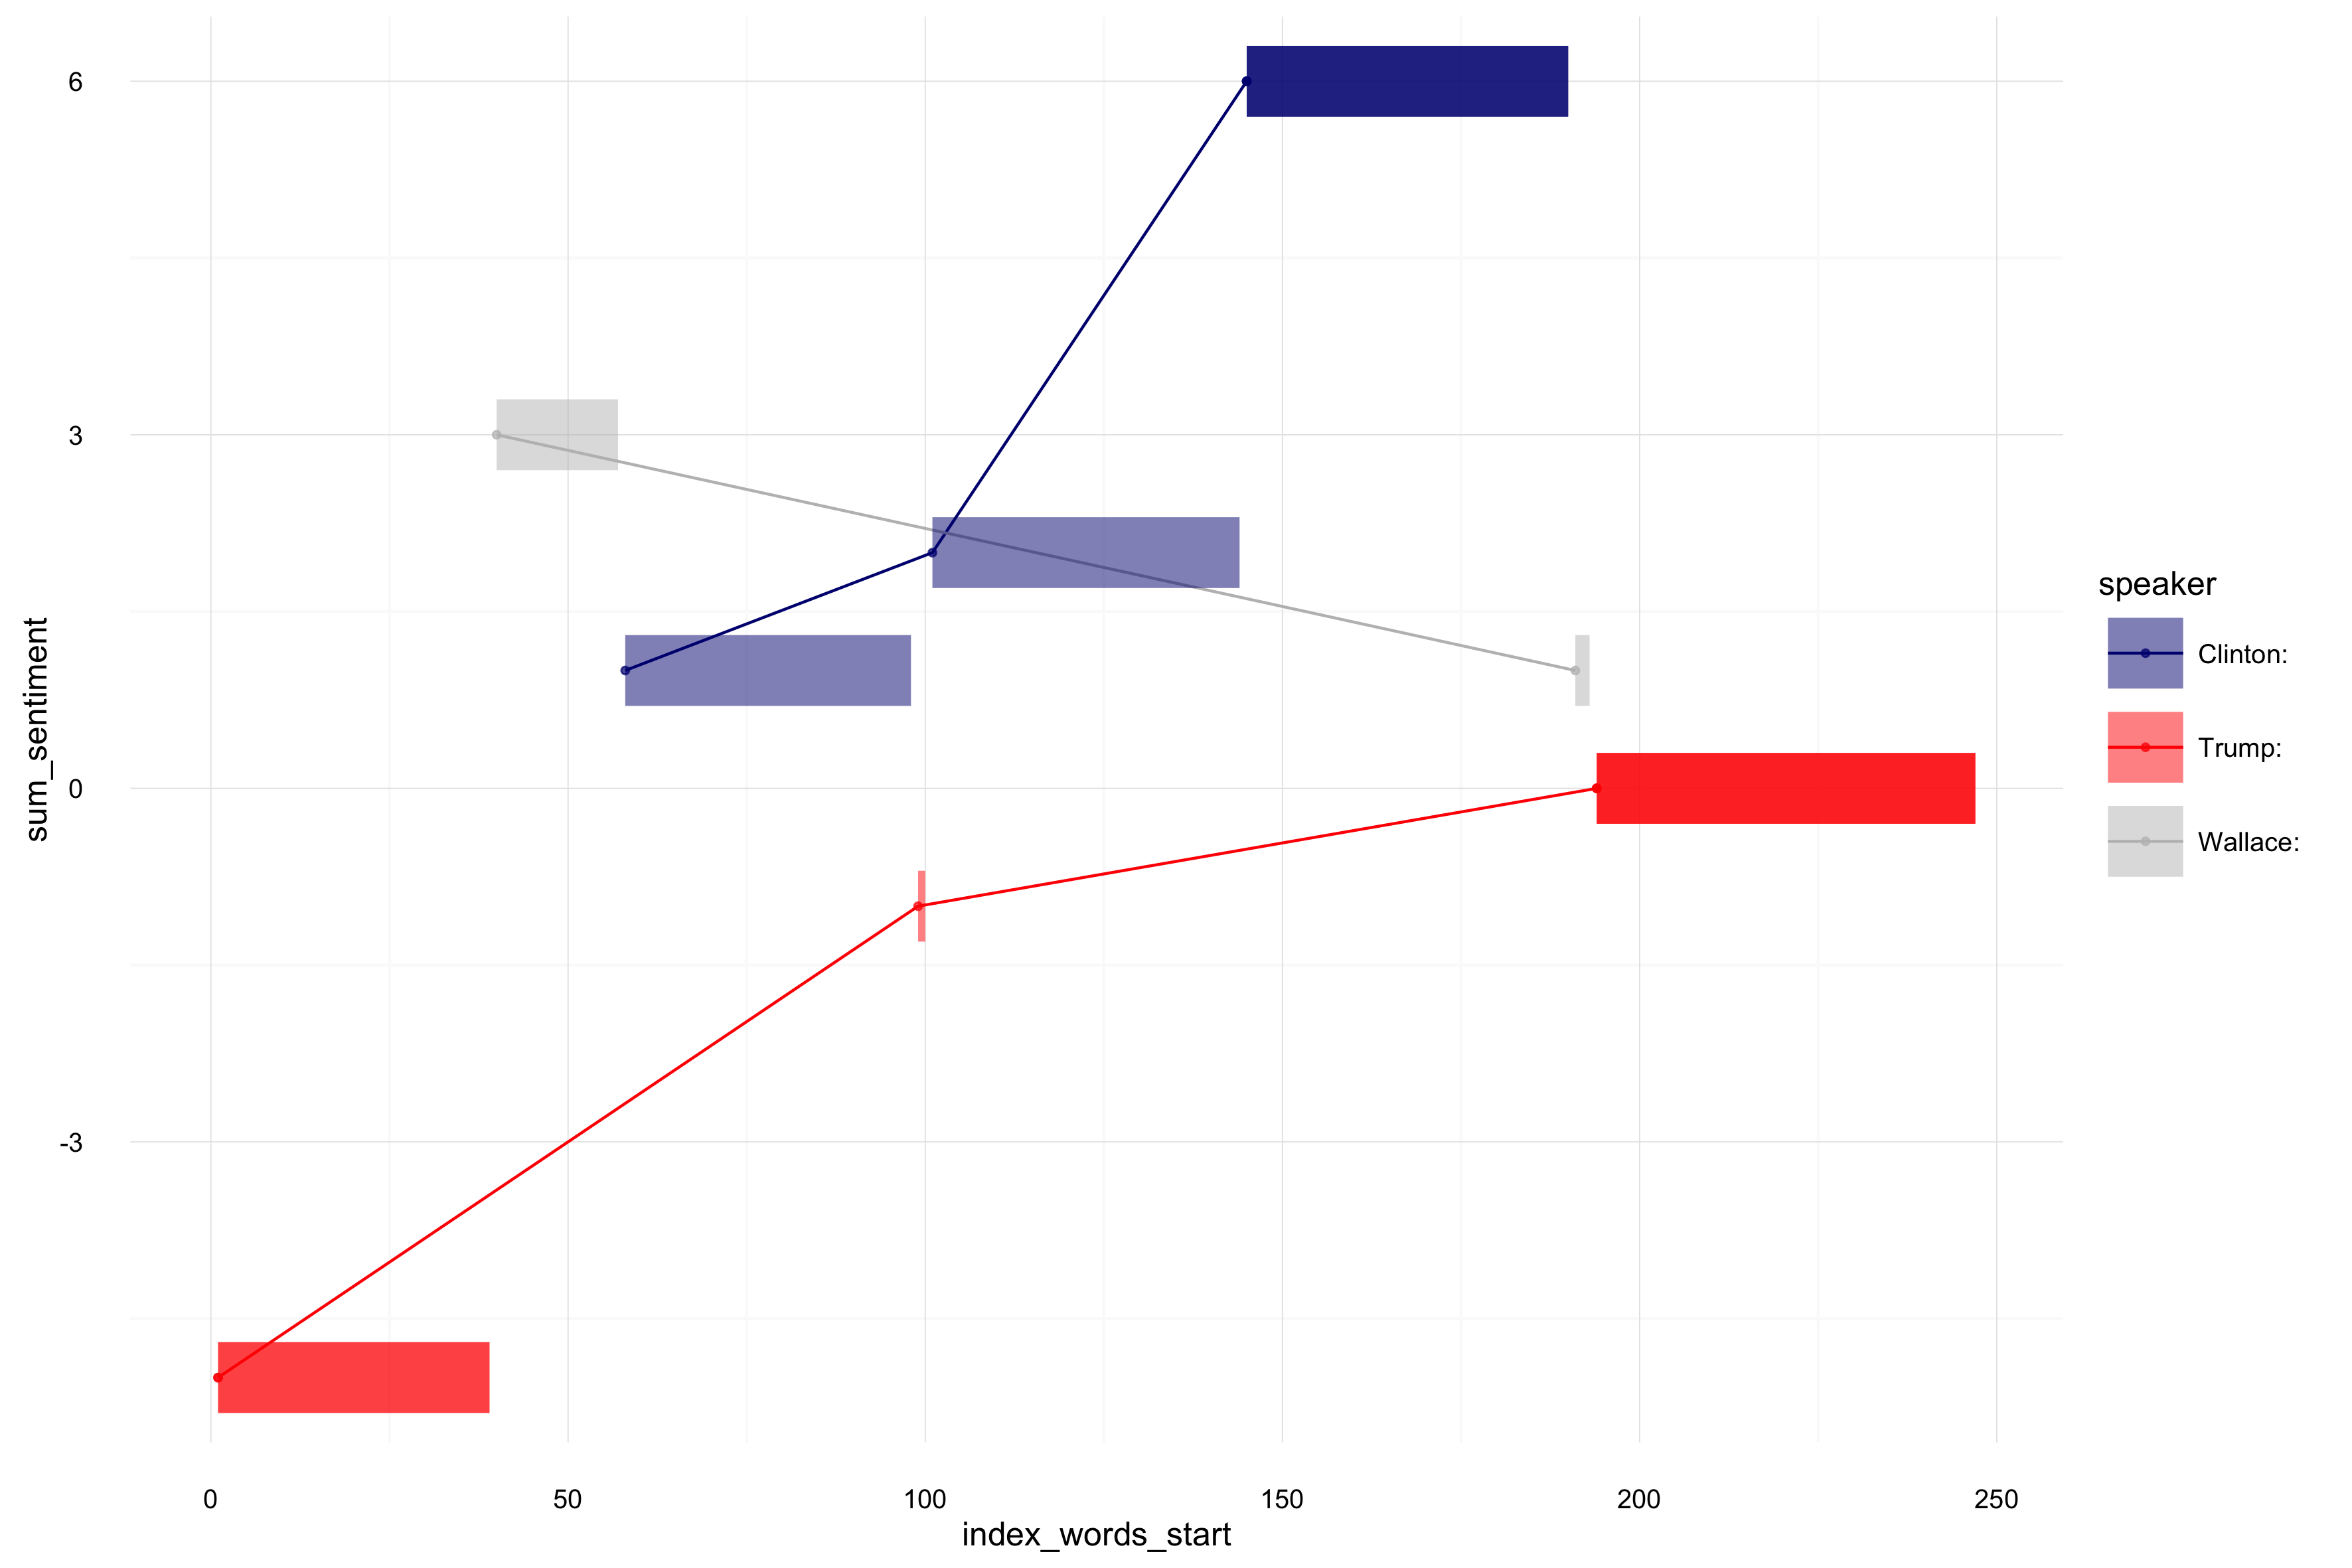 6
3
0
-3
sum_sentiment
0 50 100 150 200 250
index_words_start
speaker
Clinton:
Trump:
Wallace: